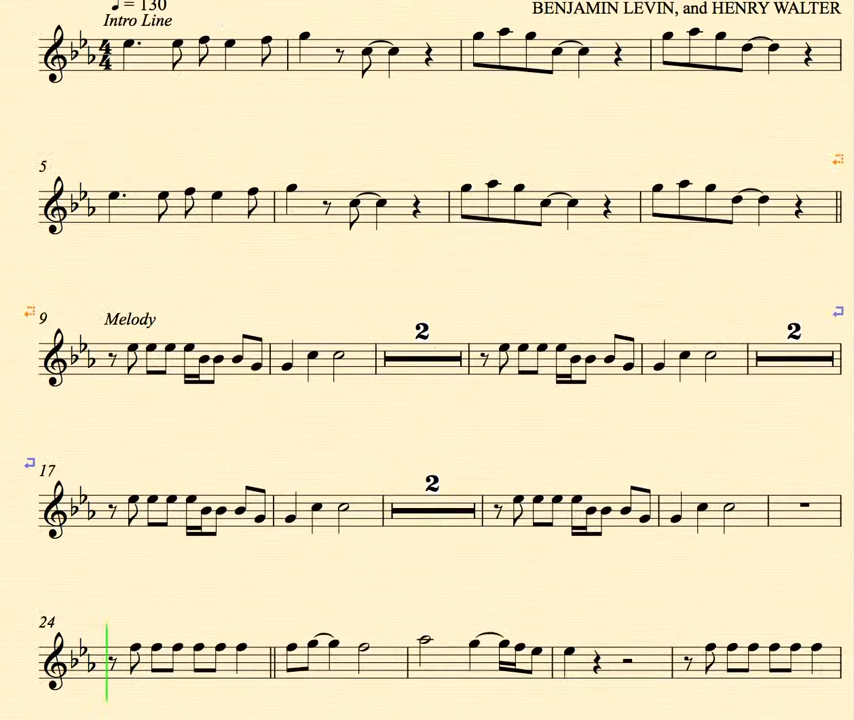 ♩ = 130
BENJAMIN LEVIN, and HENRY WALTER
Intro Line
4
4
5
9
Melody
2
2
17
2
24